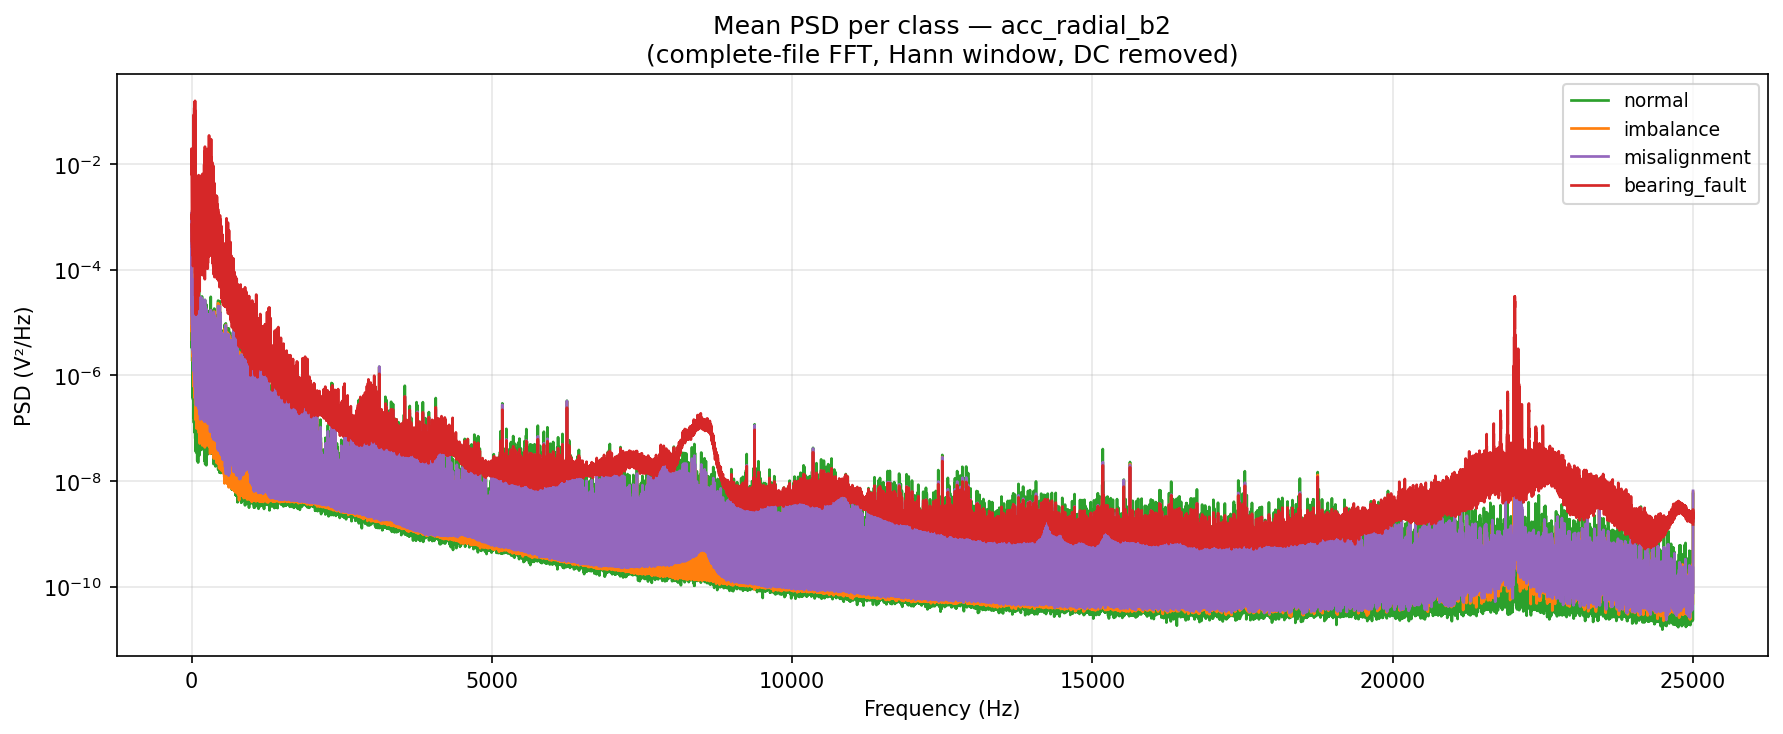 Mean PSD per class — acc_radial_b2
(complete-file FFT, Hann window, DC removed)
normal
imbalance
misalignment
bearing_fault
PSD (V²/Hz)
10⁻²
10⁻⁴
10⁻⁶
10⁻⁸
10⁻¹⁰
0 5000 10000 15000 20000 25000
Frequency (Hz)